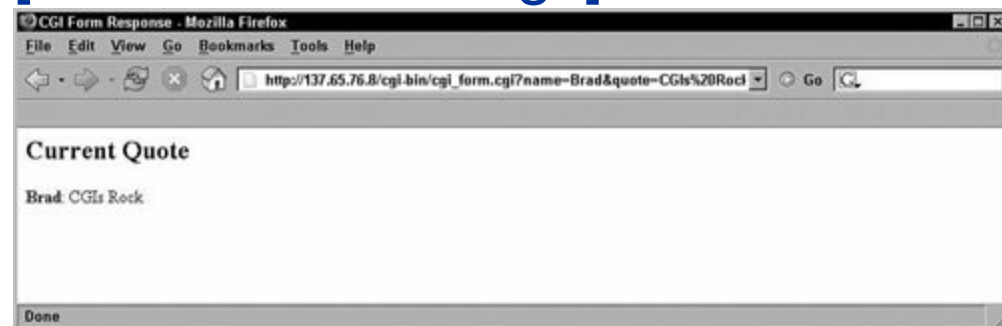 CGI Form Response - Mozilla Firefox
File Edit View Go Bookmarks Tools Help
http://137.65.76.8/cgi-bin/cgi_form.cgi?name=Brad&quote=CGIs%20Rocl Go
Current Quote
Brad: CGIs Rock
Done